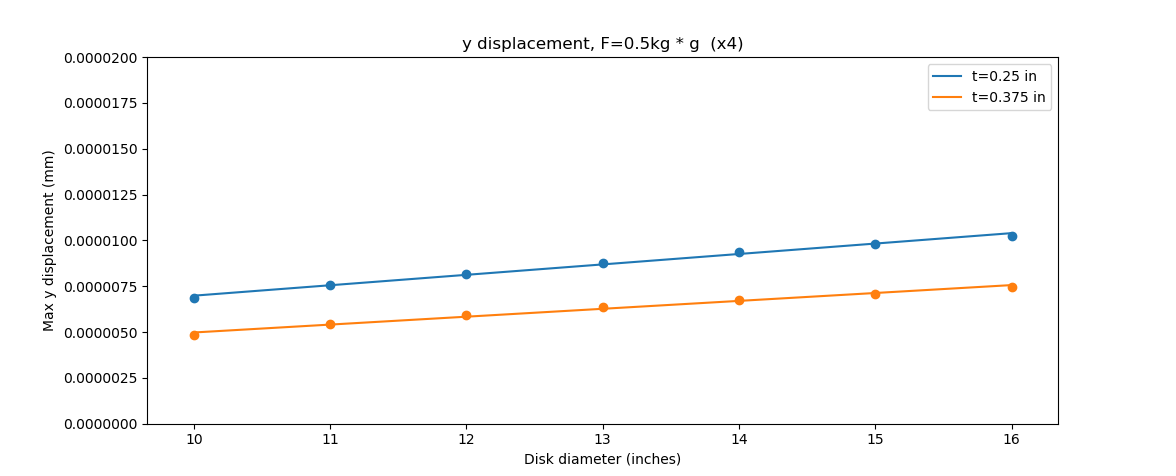 y displacement, F=0.5kg * g  (x4)
t=0.25 in
t=0.375 in
Max y displacement (mm)
0.0000200
0.0000175
0.0000150
0.0000125
0.0000100
0.0000075
0.0000050
0.0000025
0.0000000
10 11 12 13 14 15 16
Disk diameter (inches)